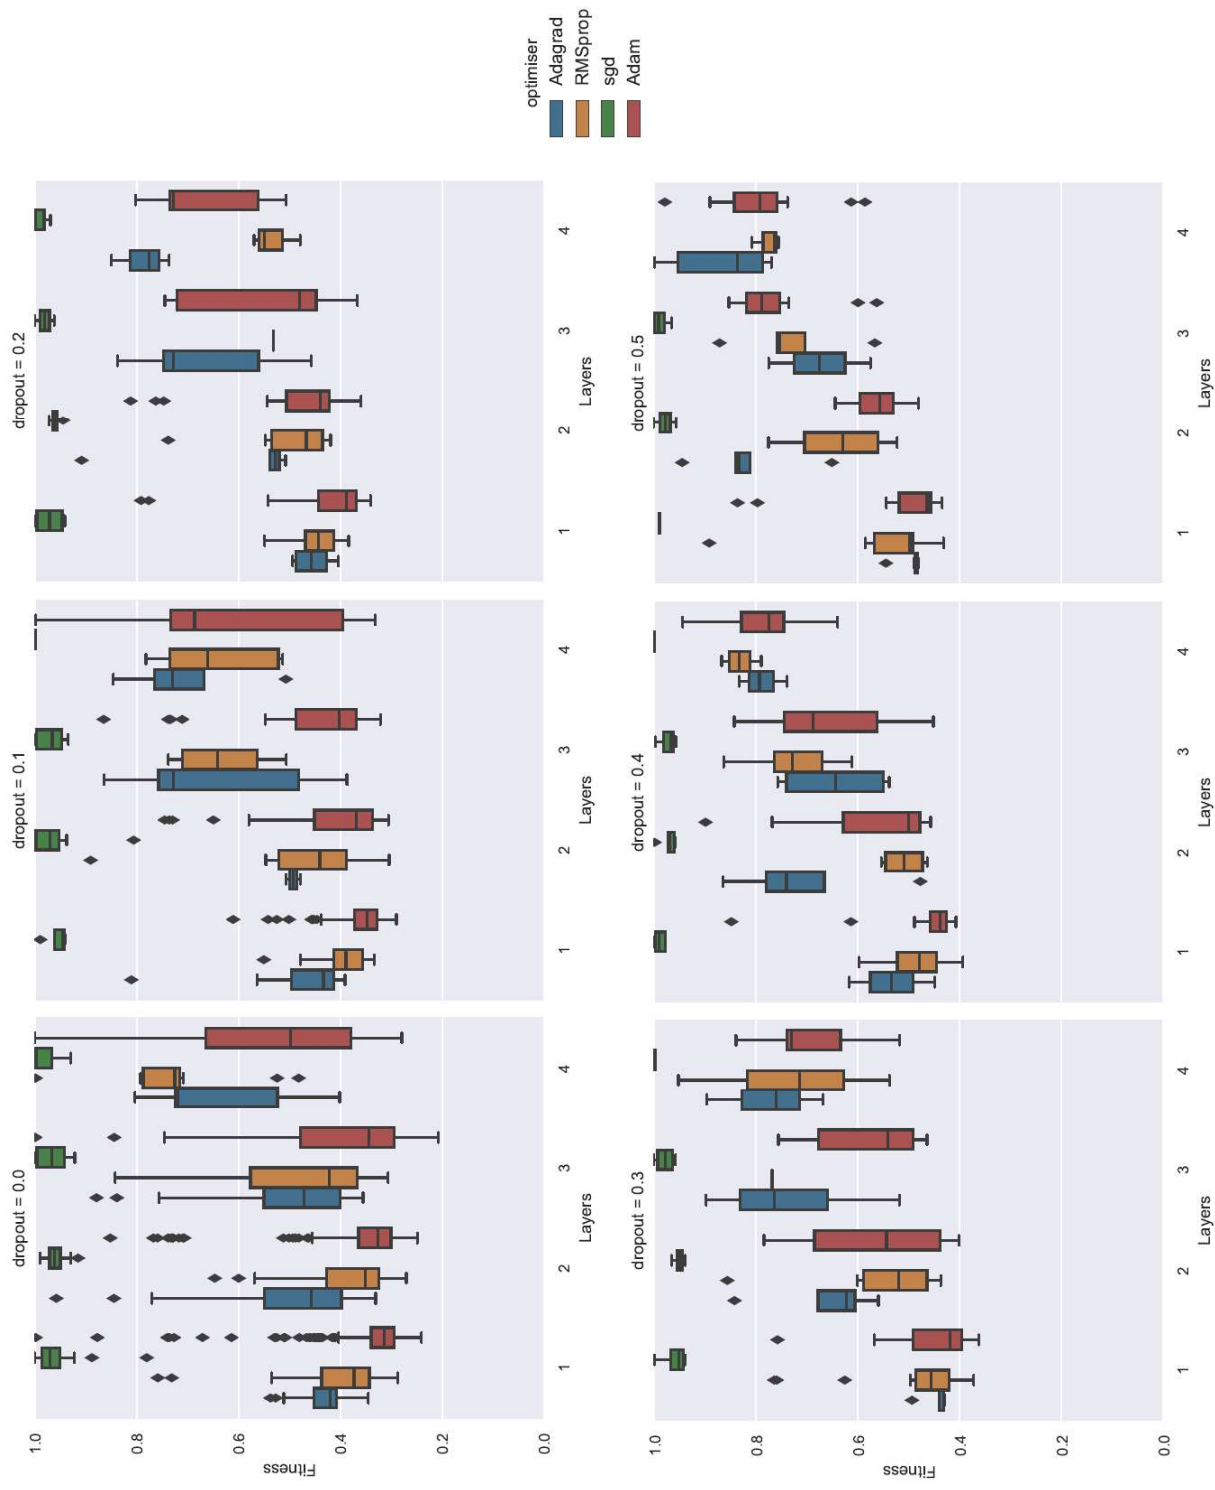 dropout = 0.0
dropout = 0.1
dropout = 0.2
1.0
0.8
0.6
0.4
0.2
0.0
Fitness
1 2 3 4
Layers
1 2 3 4
Layers
1 2 3 4
Layers
dropout = 0.3
dropout = 0.4
dropout = 0.5
1.0
0.8
0.6
0.4
0.2
0.0
Fitness
1 2 3 4
Layers
1 2 3 4
Layers
1 2 3 4
Layers
optimiser
Adagrad
RMSprop
sgd
Adam